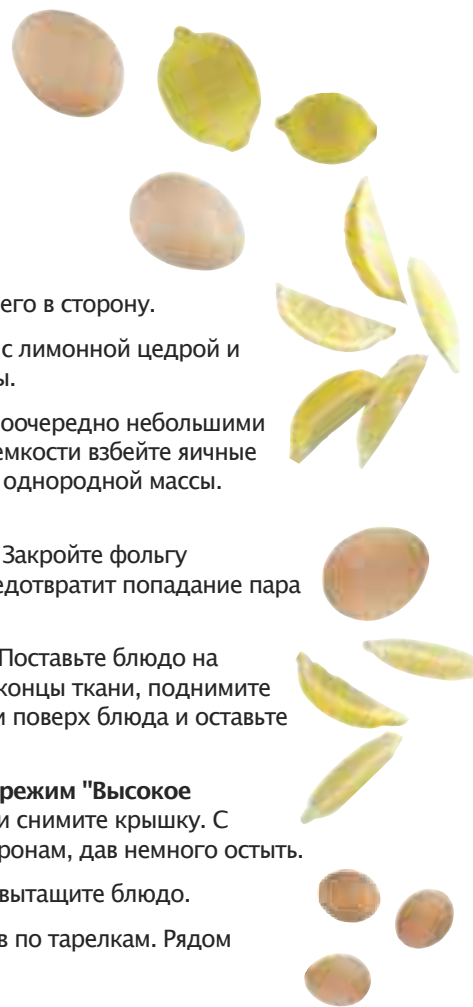 его в сторону.
с лимонной цедрой и
ы.
оочередно небольшими
емкости взбейте яичные
однородной массы.
Закройте фольгу
едотвратит попадание пара
Поставьте блюдо на
концы ткани, поднимите
и поверх блюда и оставьте
режим "Высокое
и снимите крышку. С
ронам, дав немного остыть.
вытащите блюдо.
в по тарелкам. Рядом